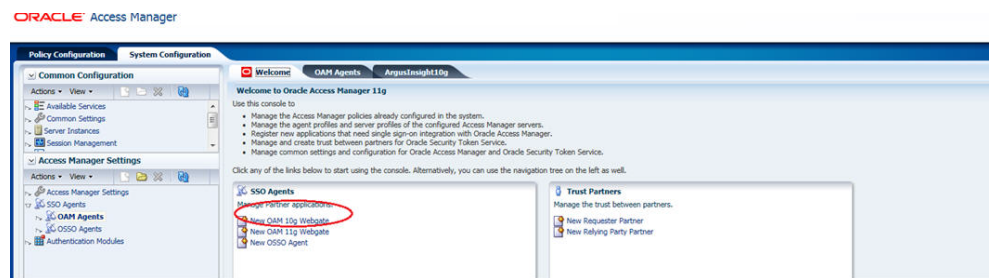 ORACLE Access Manager
Policy Configuration System Configuration
Common Configuration
Actions View
Available Services
Common Settings
Server Instances
Session Management
Access Manager Settings
Actions View
Access Manager Settings
SSO Agents
OAM Agents
OSSO Agents
Authentication Modules
Welcome OAM Agents ArgusInsight10g
Welcome to Oracle Access Manager 11g
Use this console to
• Manage the Access Manager policies already configured in the system.
• Manage the agent profiles and server profiles of the configured Access Manager servers.
• Register new applications that need single sign-on integration with Oracle Access Manager.
• Manage and create trust between partners for Oracle Security Token Service.
• Manage common settings and configuration for Oracle Access Manager and Oracle Security Token Service.
Click any of the links below to start using the console. Alternatively, you can use the navigation tree on the left as well.
SSO Agents
Manage Partner applications.
New OAM 10g Webgate
New OAM 11g Webgate
New OSSO Agent
Trust Partners
Manage the trust between partners.
New Requester Partner
New Relying Party Partner